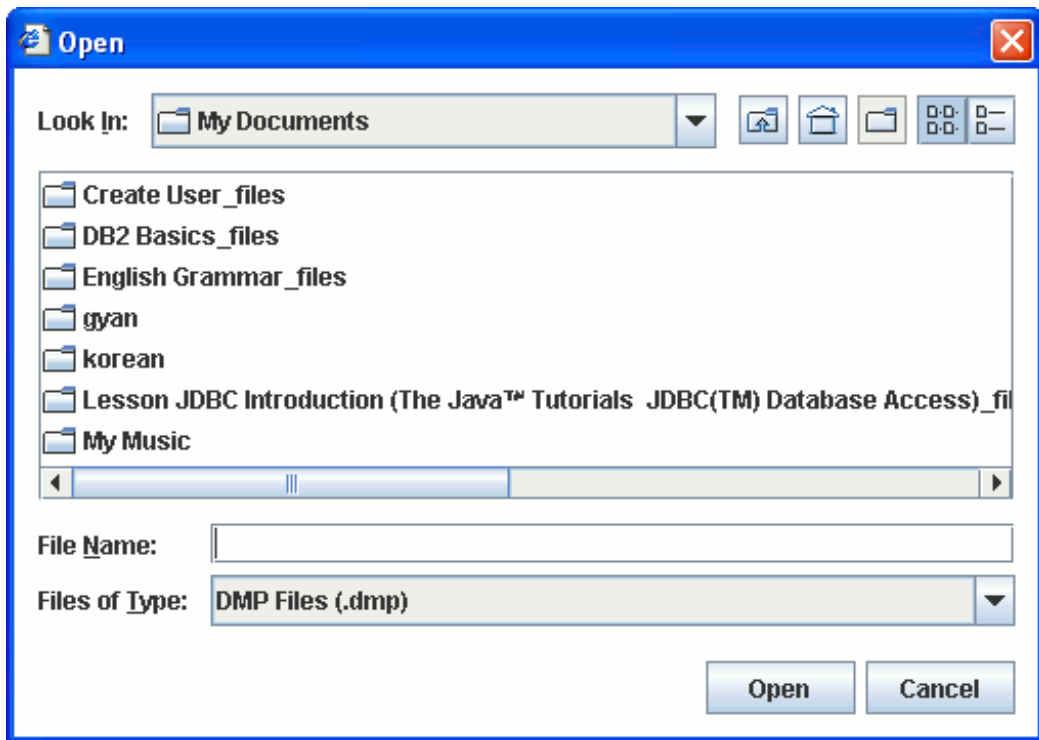 Open
Look In: My Documents
Create User_files
DB2 Basics_files
English Grammar_files
gyan
korean
Lesson JDBC Introduction (The Java™ Tutorials  JDBC(TM) Database Access)_fil
My Music
File Name:
Files of Type: DMP Files (.dmp)
Open Cancel